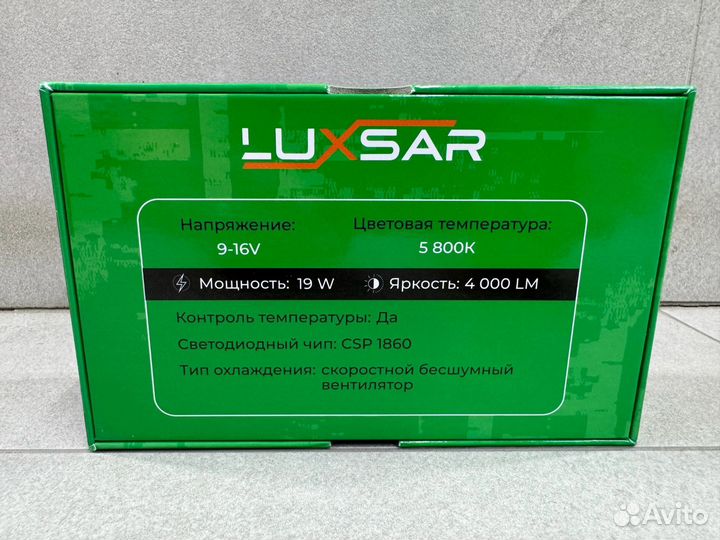 LUXSAR
Напряжение:
9-16V
Цветовая температура:
5 800К
Мощность: 19 W
Яркость: 4 000 LM
Контроль температуры: Да
Светодиодный чип: CSP 1860
Тип охлаждения: скоростной бесшумный
вентилятор
Avito